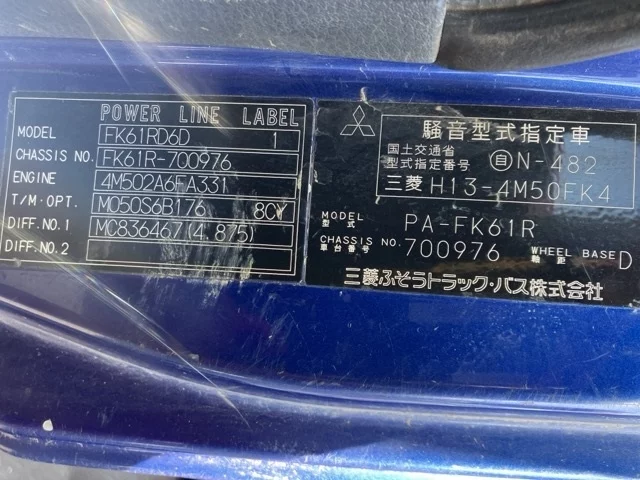 POWER LINE LABEL
MODEL FK61RD6D 1
CHASSIS NO. FK61R-700976
ENGINE 4M502A6FA331
T/M·OPT. M050S6B176 80Y
DIFF.NO.1 MC836467(4.875)
DIFF.NO.2
騒音型式指定車
国土交通省
型式指定番号 自N-482
三菱 H13-4M50FK4
MODEL
型式 PA-FK61R
CHASSIS NO.
車台番号 700976
WHEEL BASE
軸距 D
三菱ふそうトラック・バス株式会社